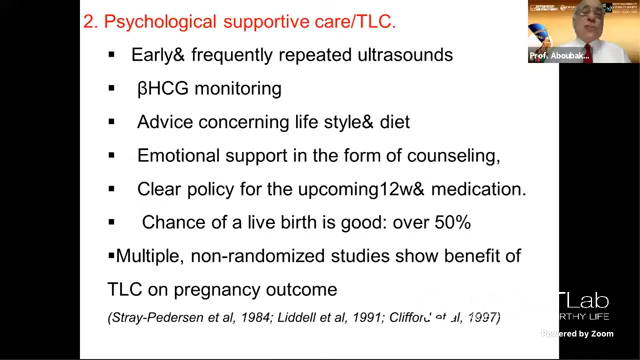 2. Psychological supportive care/TLC.
▪ Early& frequently repeated ultrasounds
▪ βHCG monitoring
▪ Advice concerning life style& diet
▪ Emotional support in the form of counseling,
▪ Clear policy for the upcoming12w& medication.
▪ Chance of a live birth is good: over 50%
▪Multiple, non-randomized studies show benefit of
TLC on pregnancy outcome
(Stray-Pedersen et al, 1984; Liddell et al, 1991; Clifford et al, 1997)
Prof. Aboubak...
TLab
ORTHY LIFE
Powered by Zoom